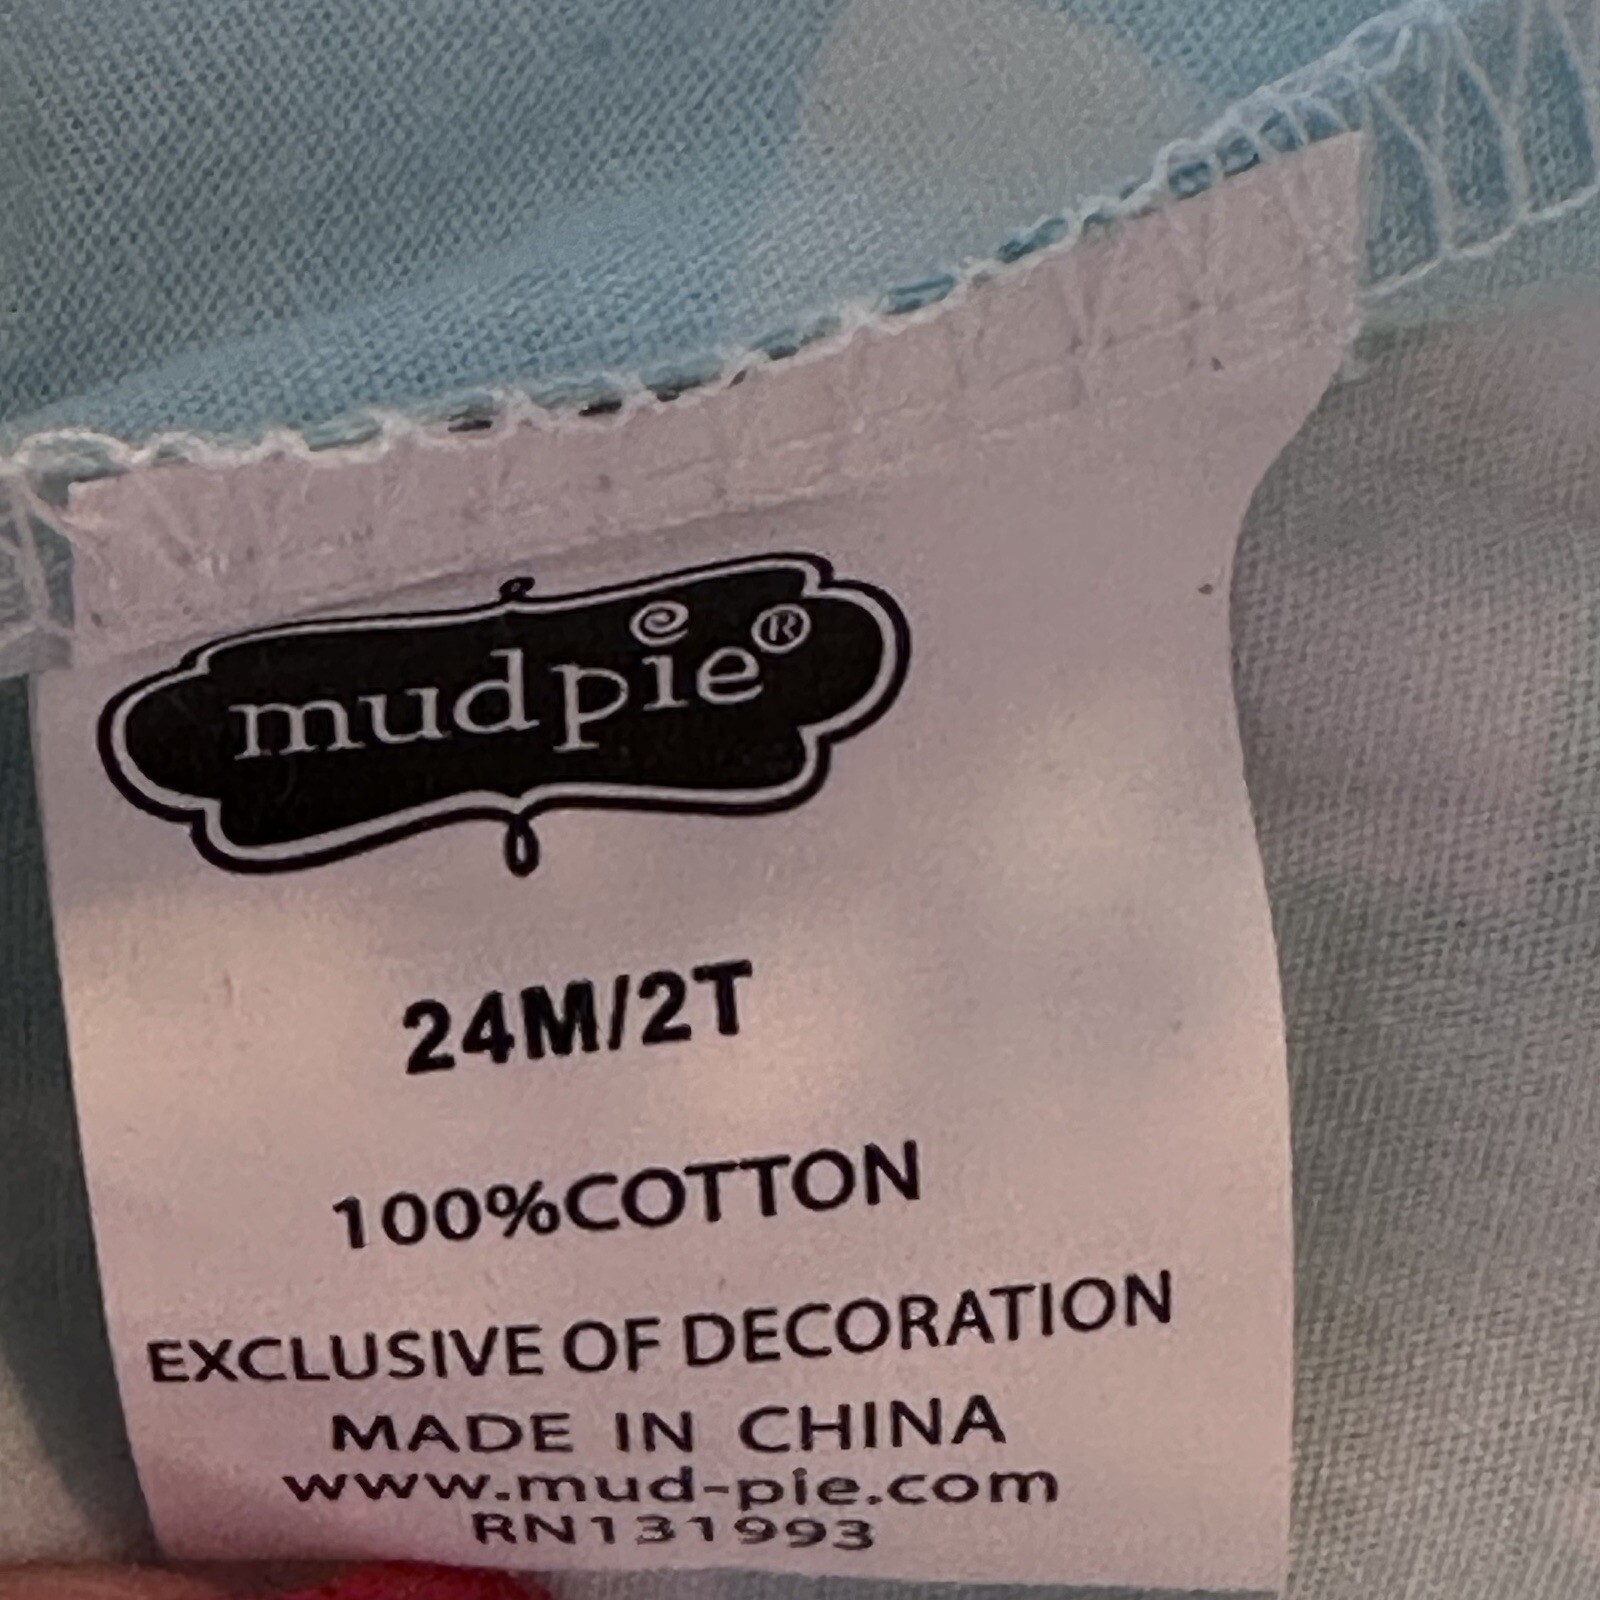 mudpie®
24M/2T
100%COTTON
EXCLUSIVE OF DECORATION
MADE IN CHINA
www.mud-pie.com
RN131993